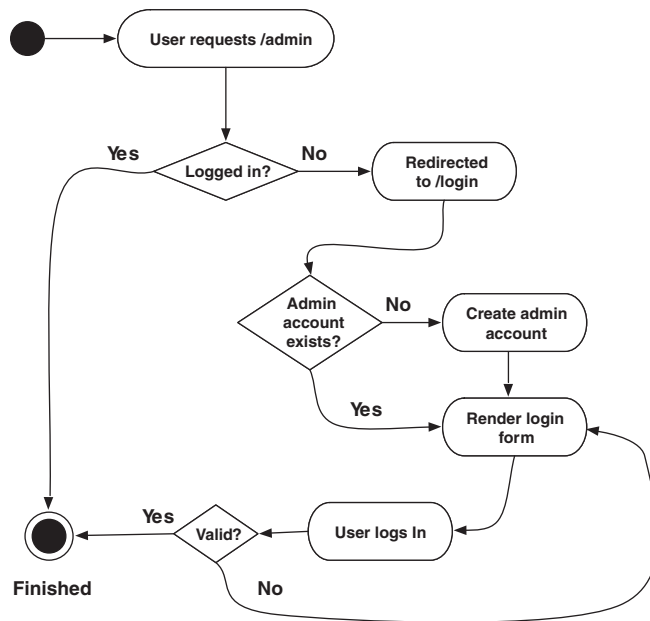 User requests /admin
Yes
Logged in?
No
Redirected
to /login
Admin
account
exists?
No
Create admin
account
Yes
Render login
form
Yes
Valid?
User logs In
Finished
No